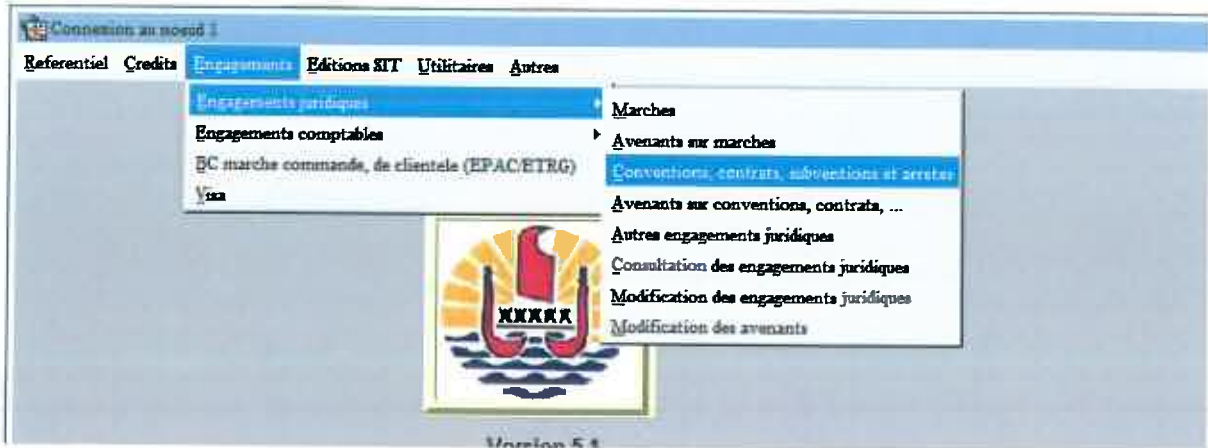 Connexion au noeud 1
Referentiel Credits Engagements Editions SIT Utilitaires Autres
Engagements juridiques
Engagements comptables
BC marche commande, de clientele (EPAC/ETRG)
Visa
Marches
Avenants sur marches
Conventions, contrats, subventions et arretes
Avenants sur conventions, contrats, ...
Autres engagements juridiques
Consultation des engagements juridiques
Modification des engagements juridiques
Modification des avenants
Version 5.1